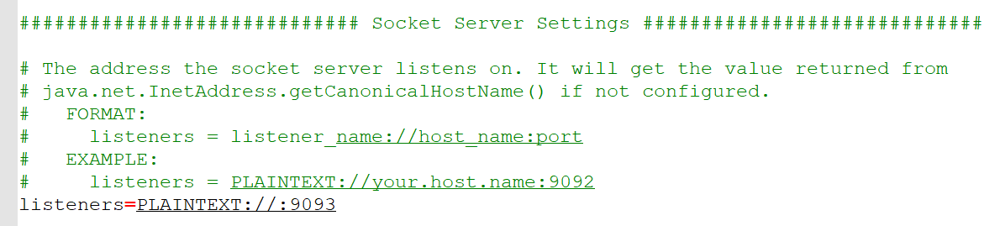 ############################# Socket Server Settings #############################
# The address the socket server listens on. It will get the value returned from
# java.net.InetAddress.getCanonicalHostName() if not configured.
#   FORMAT:
#     listeners = listener_name://host_name:port
#   EXAMPLE:
#     listeners = PLAINTEXT://your.host.name:9092
listeners=PLAINTEXT://:9093